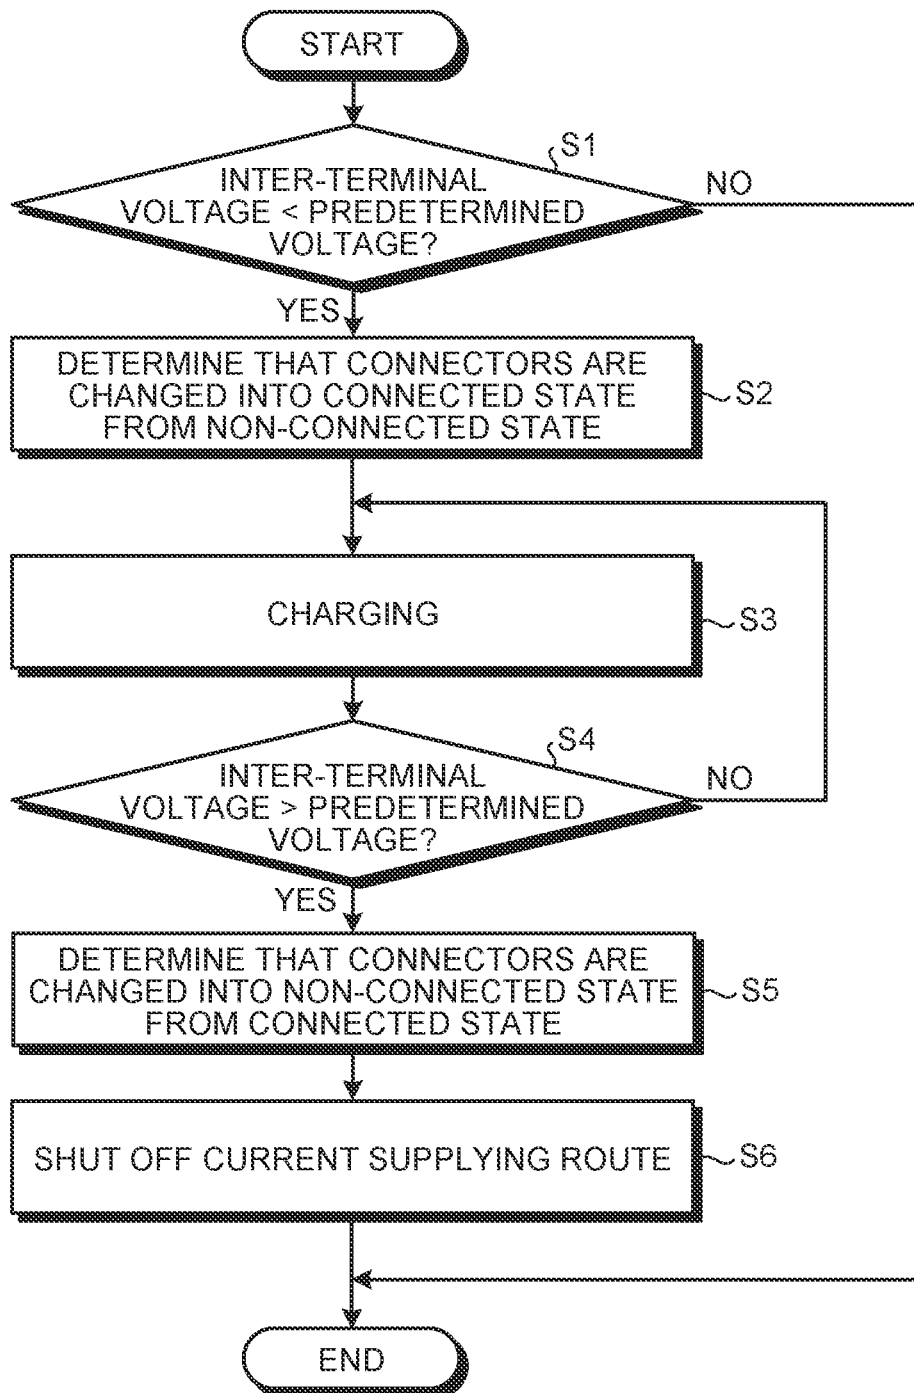 START
S1
INTER-TERMINAL
VOLTAGE < PREDETERMINED
VOLTAGE?
NO
YES
DETERMINE THAT CONNECTORS ARE
CHANGED INTO CONNECTED STATE
FROM NON-CONNECTED STATE
S2
CHARGING
S3
S4
INTER-TERMINAL
VOLTAGE > PREDETERMINED
VOLTAGE?
NO
YES
DETERMINE THAT CONNECTORS ARE
CHANGED INTO NON-CONNECTED STATE
FROM CONNECTED STATE
S5
SHUT OFF CURRENT SUPPLYING ROUTE
S6
END